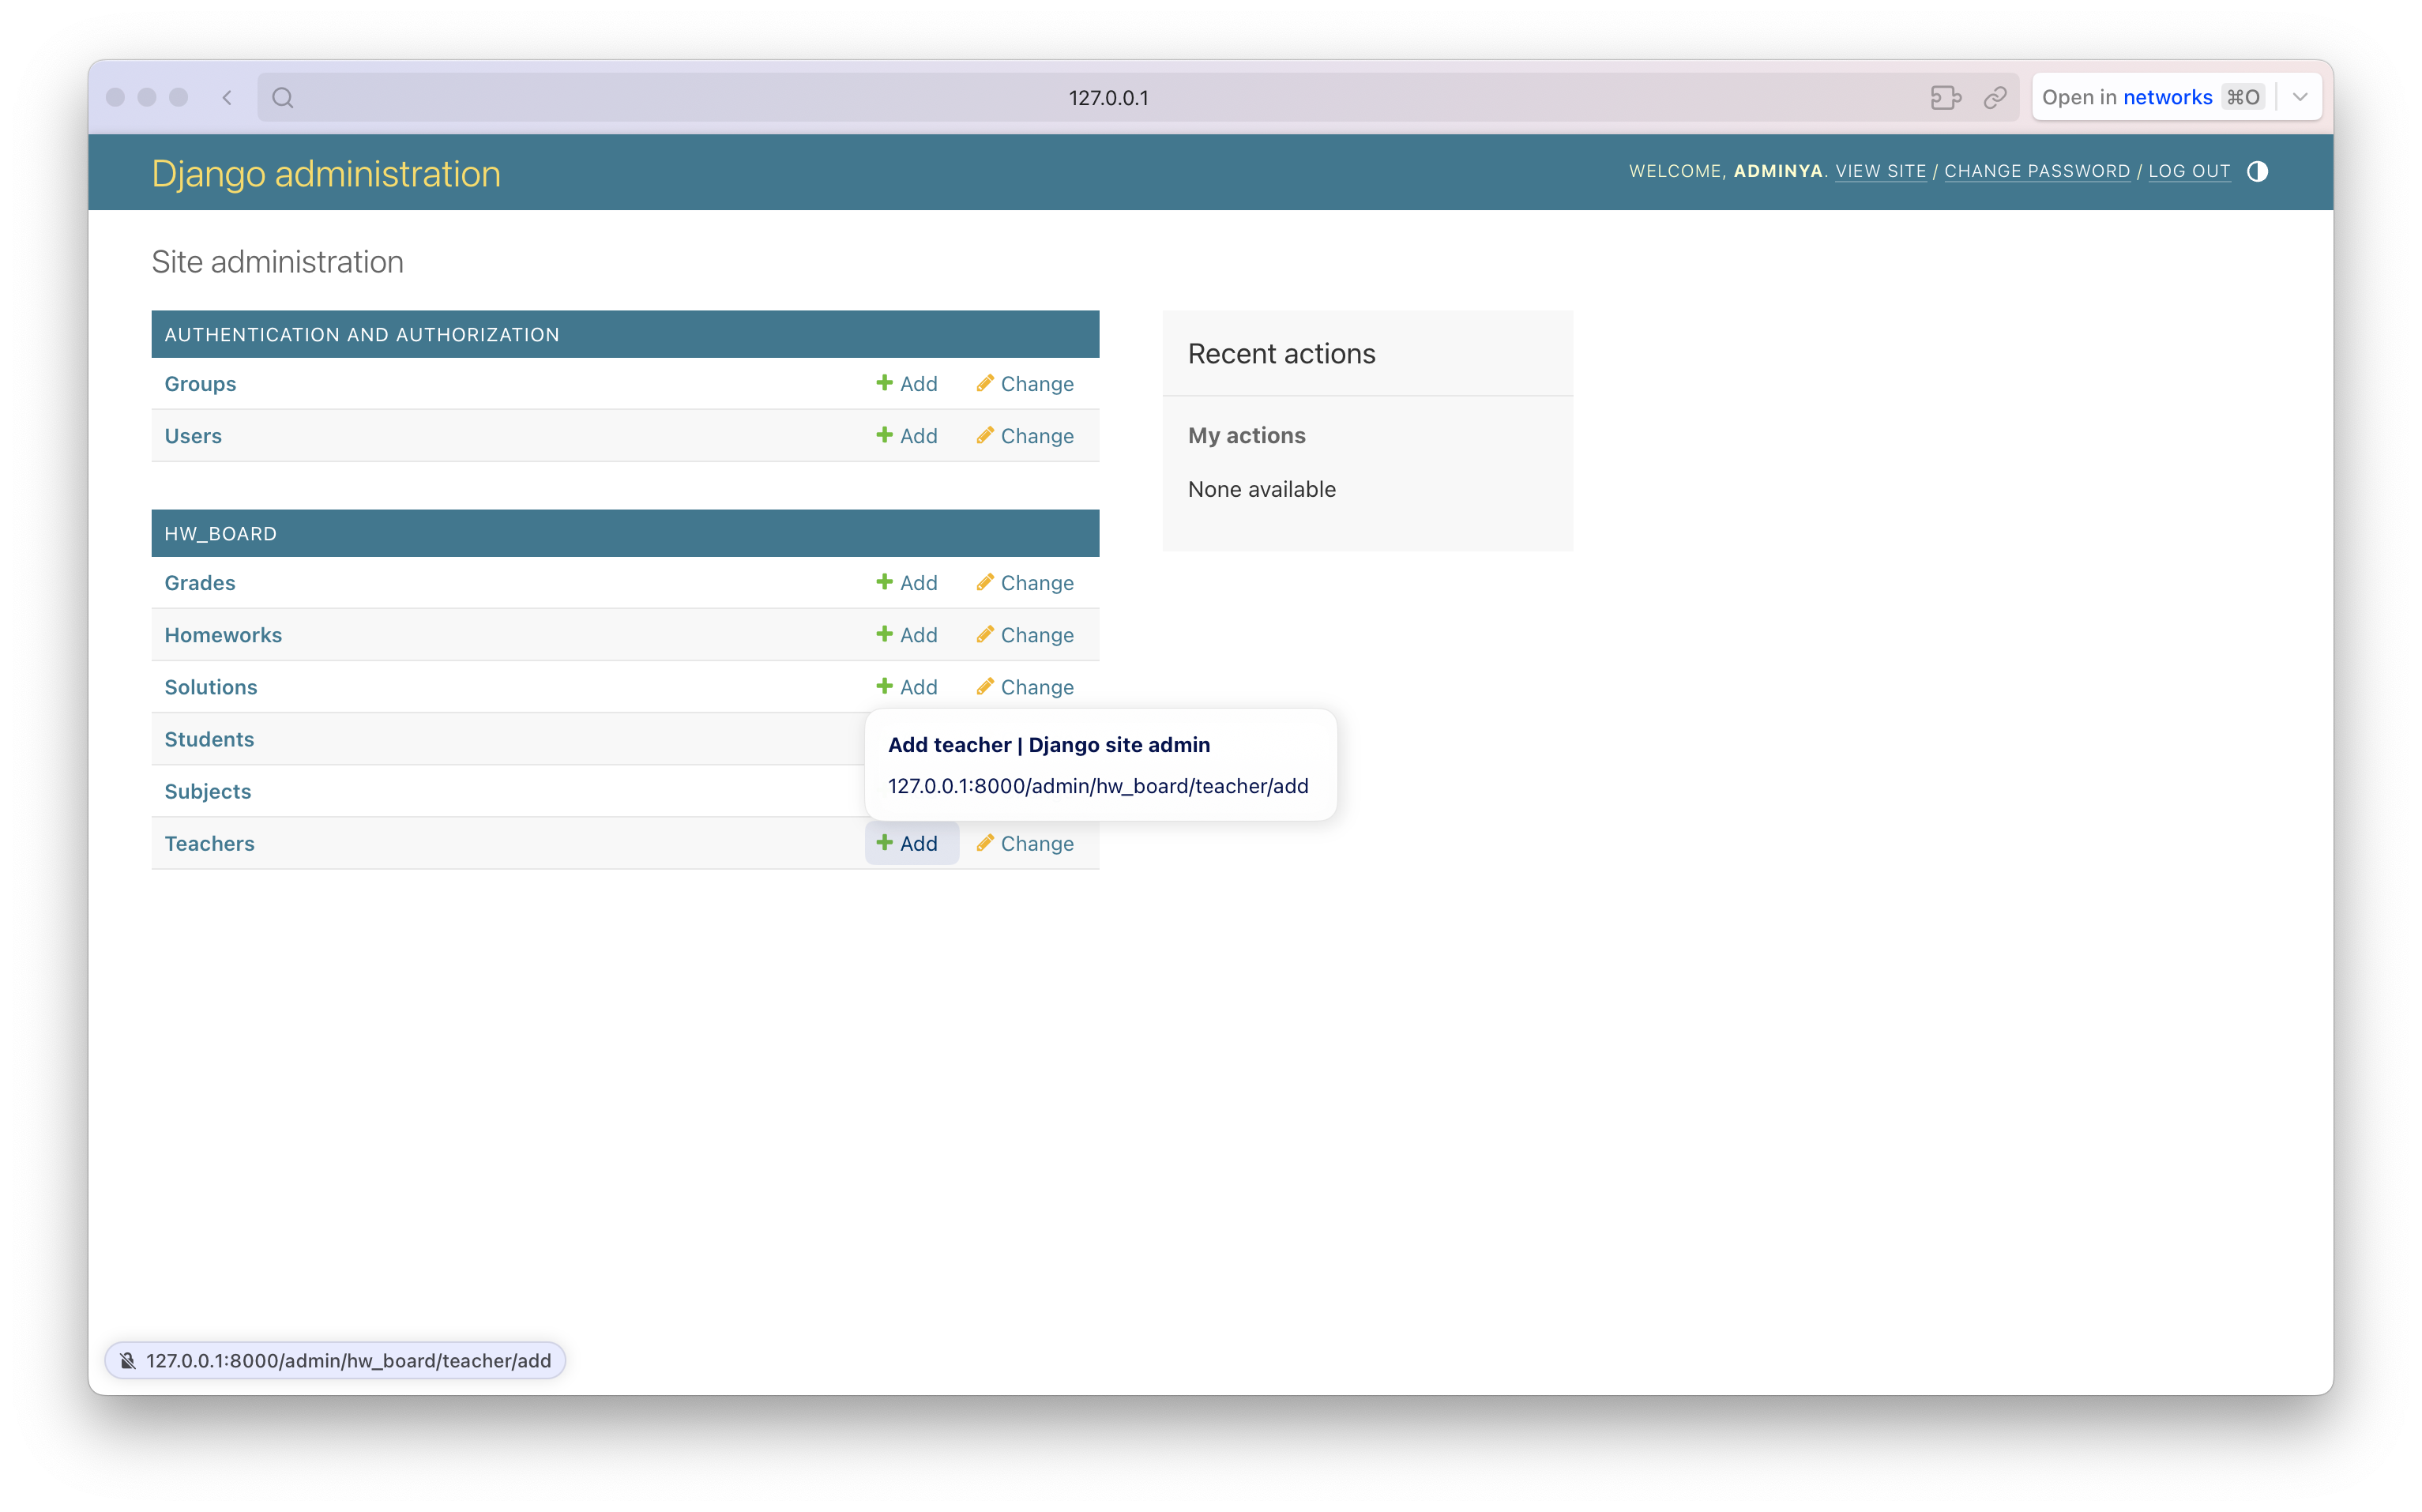 127.0.0.1
Open in networks ⌘O
Django administration
WELCOME, ADMINYA. VIEW SITE / CHANGE PASSWORD / LOG OUT
Site administration
AUTHENTICATION AND AUTHORIZATION
Groups Add Change
Users Add Change
HW_BOARD
Grades Add Change
Homeworks Add Change
Solutions Add Change
Students
Subjects
Teachers Add Change
Add teacher | Django site admin
127.0.0.1:8000/admin/hw_board/teacher/add
Recent actions
My actions
None available
127.0.0.1:8000/admin/hw_board/teacher/add